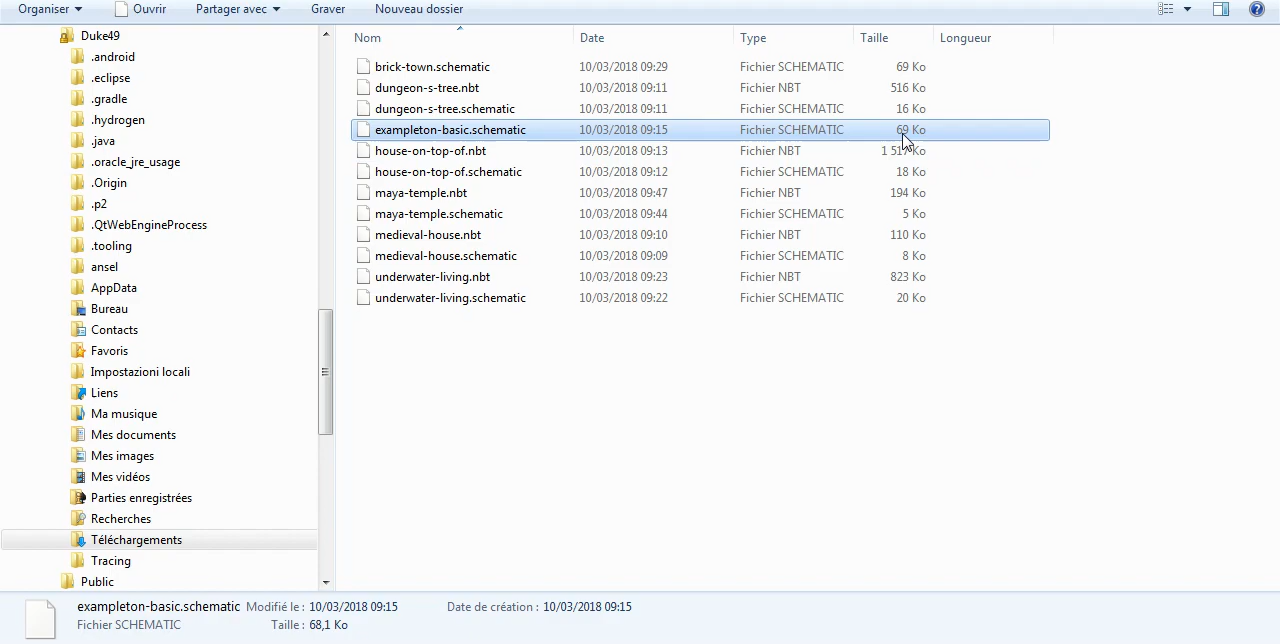 Organiser Ouvrir Partager avec Graver Nouveau dossier
Duke49
.android
.eclipse
.gradle
.hydrogen
.java
.oracle_jre_usage
.Origin
.p2
.QtWebEngineProcess
.tooling
ansel
AppData
Bureau
Contacts
Favoris
Impostazioni locali
Liens
Ma musique
Mes documents
Mes images
Mes vidéos
Parties enregistrées
Recherches
Téléchargements
Tracing
Public
Nom Date Type Taille Longueur
brick-town.schematic 10/03/2018 09:29 Fichier SCHEMATIC 69 Ko
dungeon-s-tree.nbt 10/03/2018 09:11 Fichier NBT 516 Ko
dungeon-s-tree.schematic 10/03/2018 09:11 Fichier SCHEMATIC 16 Ko
exampleton-basic.schematic 10/03/2018 09:15 Fichier SCHEMATIC 69 Ko
house-on-top-of.nbt 10/03/2018 09:13 Fichier NBT 1 517 Ko
house-on-top-of.schematic 10/03/2018 09:12 Fichier SCHEMATIC 18 Ko
maya-temple.nbt 10/03/2018 09:47 Fichier NBT 194 Ko
maya-temple.schematic 10/03/2018 09:44 Fichier SCHEMATIC 5 Ko
medieval-house.nbt 10/03/2018 09:10 Fichier NBT 110 Ko
medieval-house.schematic 10/03/2018 09:09 Fichier SCHEMATIC 8 Ko
underwater-living.nbt 10/03/2018 09:23 Fichier NBT 823 Ko
underwater-living.schematic 10/03/2018 09:22 Fichier SCHEMATIC 20 Ko
exampleton-basic.schematic Modifié le : 10/03/2018 09:15 Date de création : 10/03/2018 09:15
Fichier SCHEMATIC Taille : 68,1 Ko